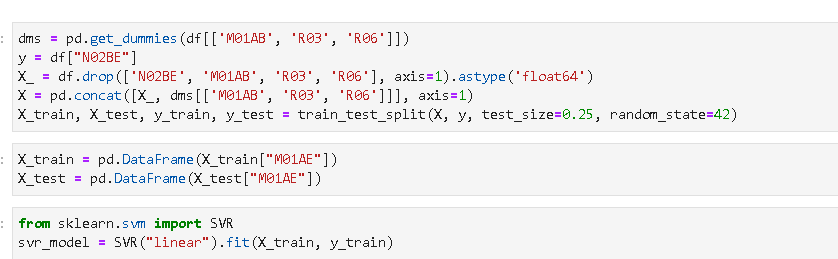 : dms = pd.get_dummies(df[['M01AB', 'R03', 'R06']])
y = df["N02BE"]
X_ = df.drop(['N02BE', 'M01AB', 'R03', 'R06'], axis=1).astype('float64')
X = pd.concat([X_, dms[['M01AB', 'R03', 'R06']]], axis=1)
X_train, X_test, y_train, y_test = train_test_split(X, y, test_size=0.25, random_state=42)
: X_train = pd.DataFrame(X_train["M01AE"])
X_test = pd.DataFrame(X_test["M01AE"])
: from sklearn.svm import SVR
svr_model = SVR("linear").fit(X_train, y_train)